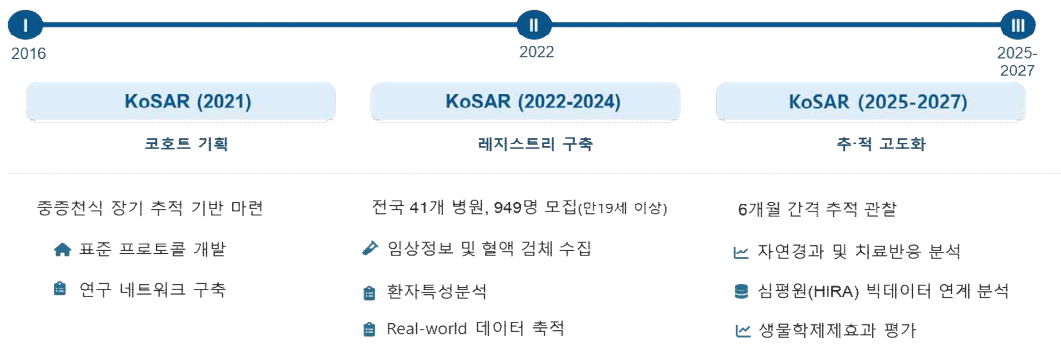 I
II
III
2016
2022
2025-
2027
KoSAR (2021)
KoSAR (2022-2024)
KoSAR (2025-2027)
코호트 기획
레지스트리 구축
추·적 고도화
중증천식 장기 추적 기반 마련
표준 프로토콜 개발
연구 네트워크 구축
전국 41개 병원, 949명 모집(만19세 이상)
임상정보 및 혈액 검체 수집
환자특성분석
Real-world 데이터 축적
6개월 간격 추적 관찰
자연경과 및 치료반응 분석
심평원(HIRA) 빅데이터 연계 분석
생물학제제효과 평가